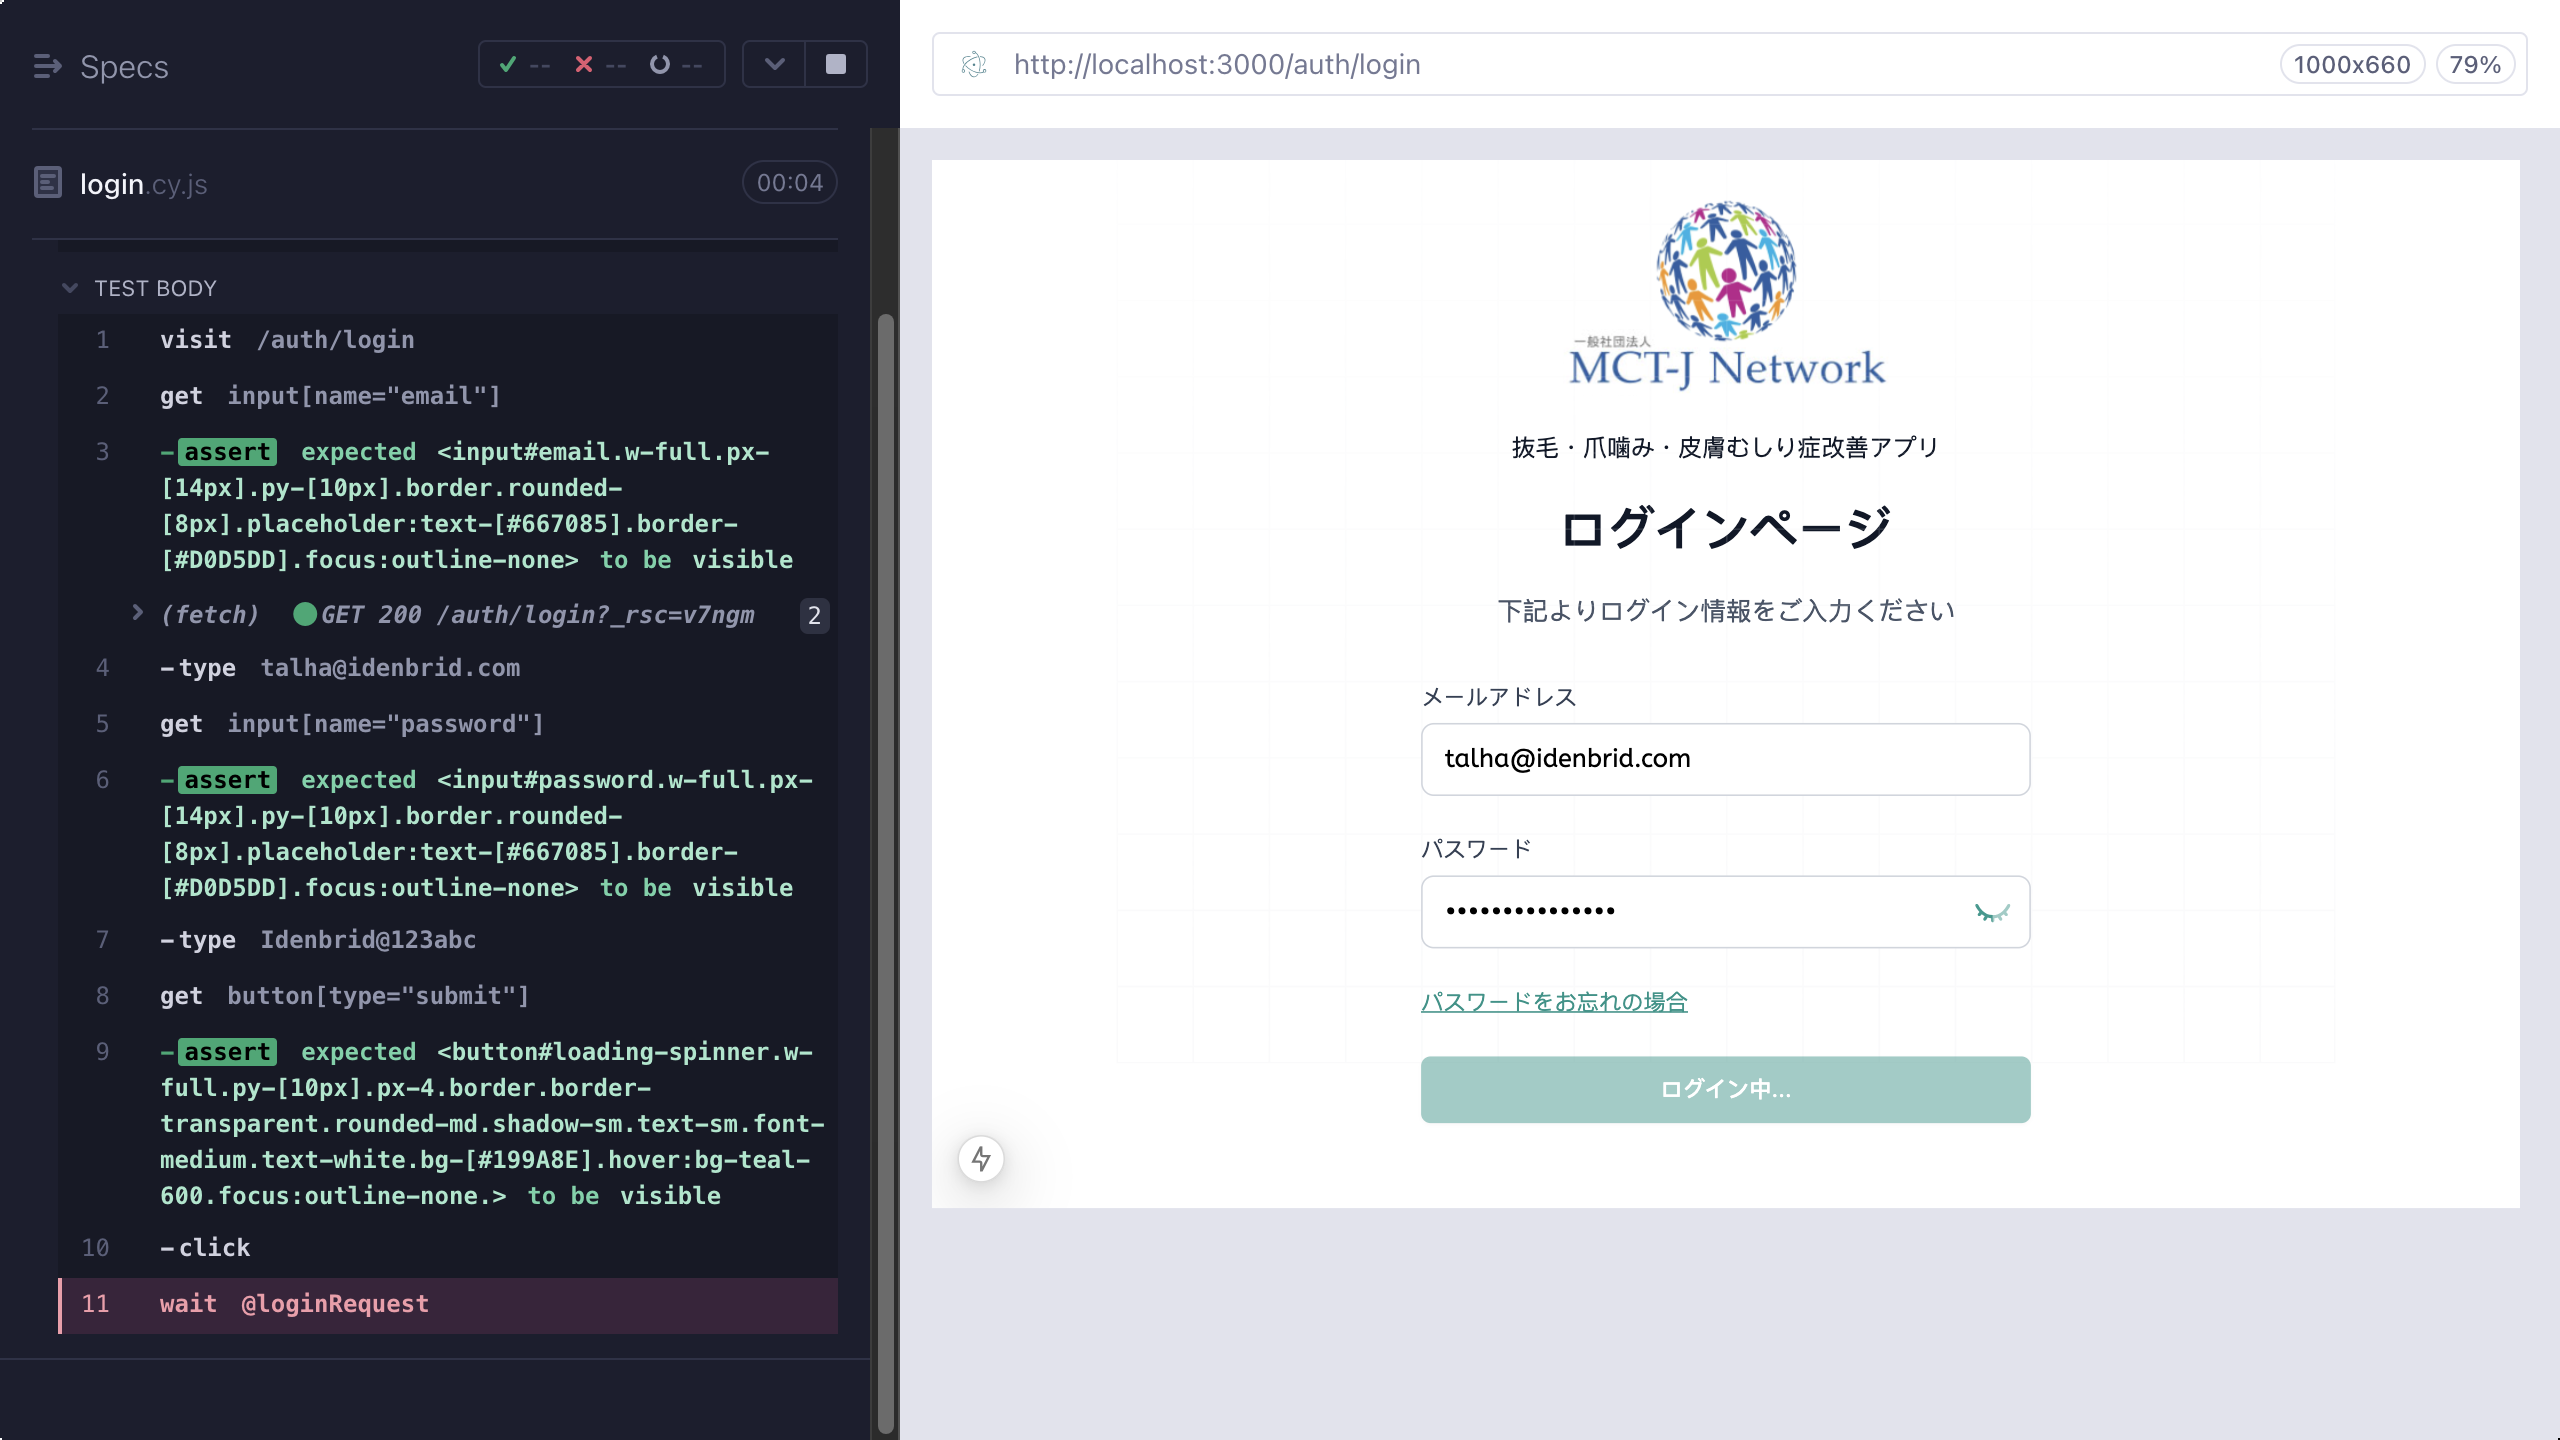 Specs
-- -- --
login.cy.js
00:04
TEST BODY
1 visit /auth/login
2 get input[name="email"]
3 -assert expected <input#email.w-full.px-
[14px].py-[10px].border.rounded-
[8px].placeholder:text-[#667085].border-
[#D0D5DD].focus:outline-none> to be visible
(fetch) GET 200 /auth/login?_rsc=v7ngm 2
4 -type talha@idenbrid.com
5 get input[name="password"]
6 -assert expected <input#password.w-full.px-
[14px].py-[10px].border.rounded-
[8px].placeholder:text-[#667085].border-
[#D0D5DD].focus:outline-none> to be visible
7 -type Idenbrid@123abc
8 get button[type="submit"]
9 -assert expected <button#loading-spinner.w-
full.py-[10px].px-4.border.border-
transparent.rounded-md.shadow-sm.text-sm.font-
medium.text-white.bg-[#199A8E].hover:bg-teal-
600.focus:outline-none.> to be visible
10 -click
11 wait @loginRequest
http://localhost:3000/auth/login
1000x660
79%
一般社団法人
MCT-J Network
抜毛・爪噛み・皮膚むしり症改善アプリ
ログインページ
下記よりログイン情報をご入力ください
メールアドレス
talha@idenbrid.com
パスワード
•••••••••••••••
パスワードをお忘れの場合
ログイン中...